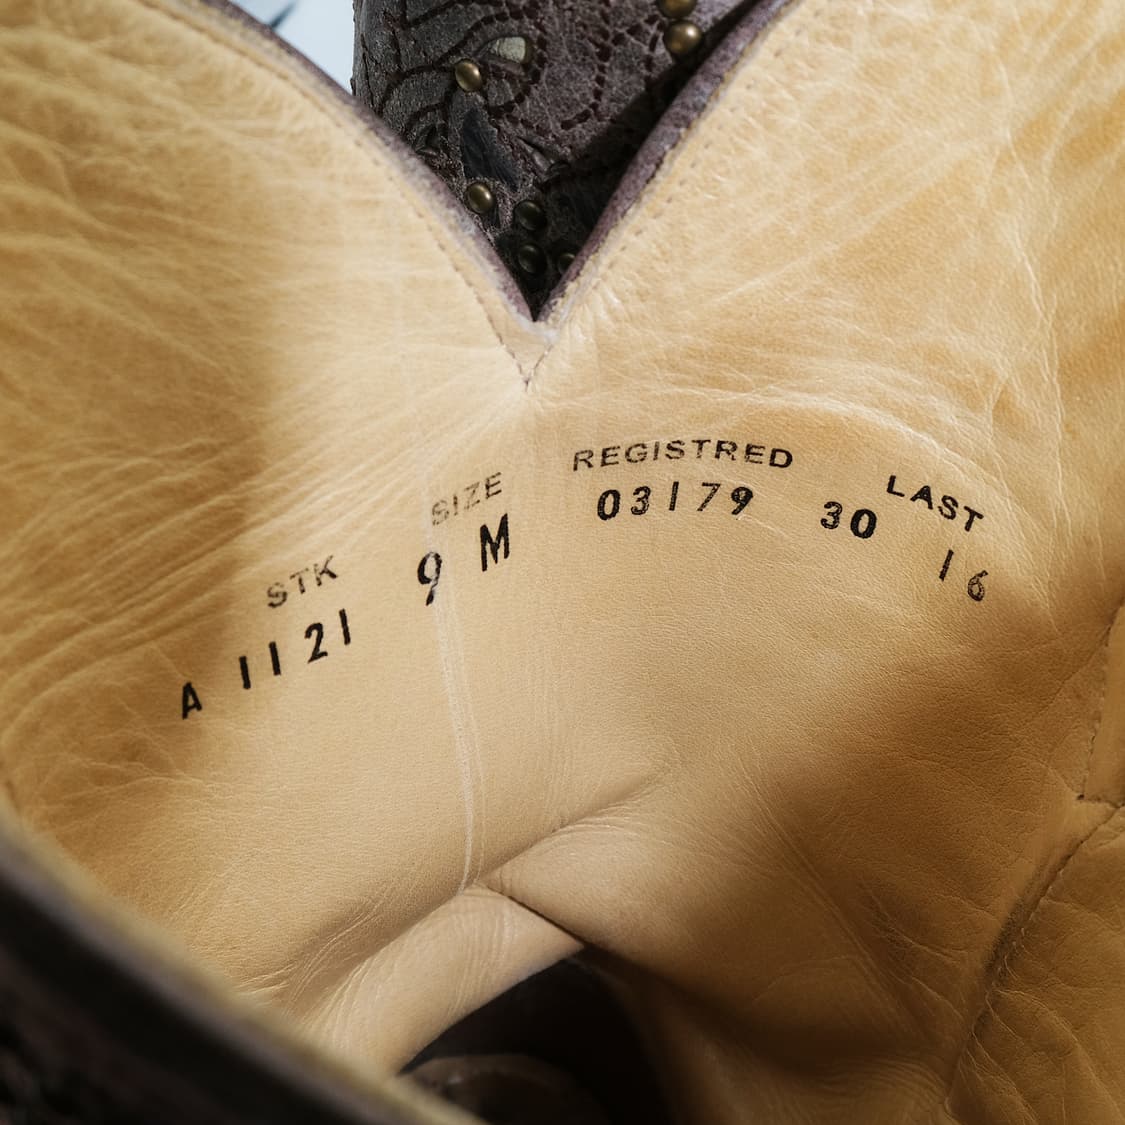 STK SIZE REGISTRED LAST
A 1121 9 M 03179 30 16